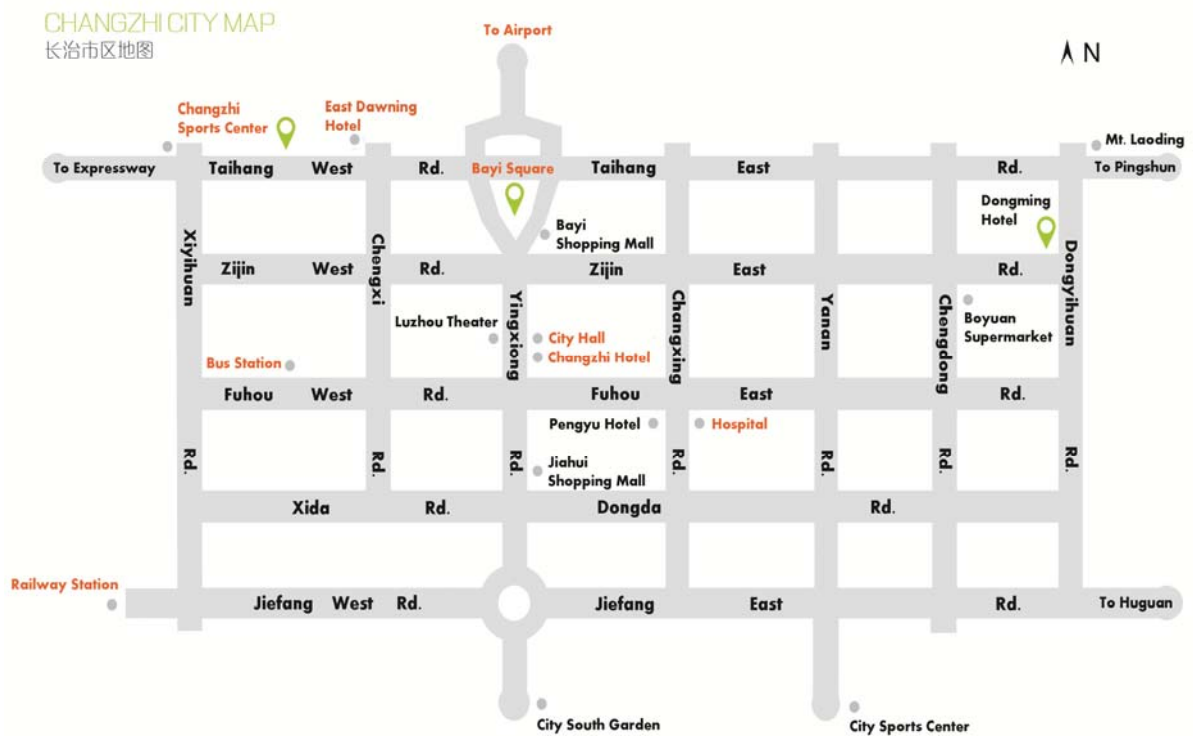 CHANGZHI CITY MAP
长治市区地图
To Airport
N
Changzhi
Sports Center
East Dawning
Hotel
Mt. Laoding
To Expressway
Taihang West Rd.
Bayi Square
Taihang East Rd.
To Pingshun
Dongming
Hotel
Bayi
Shopping Mall
Xiyihuan Rd.
Chengxi Rd.
Yingxiong Rd.
Changxing Rd.
Yanan
Chengdong Rd.
Dongyihuan Rd.
Zijin West Rd.
Zijin East Rd.
Luzhou Theater
City Hall
Changzhi Hotel
Boyuan
Supermarket
Bus Station
Fuhou West Rd.
Fuhou East Rd.
Pengyu Hotel
Hospital
Jiahui
Shopping Mall
Xida Rd.
Dongda Rd.
Railway Station
Jiefang West Rd.
Jiefang East Rd.
To Huguan
City South Garden
City Sports Center